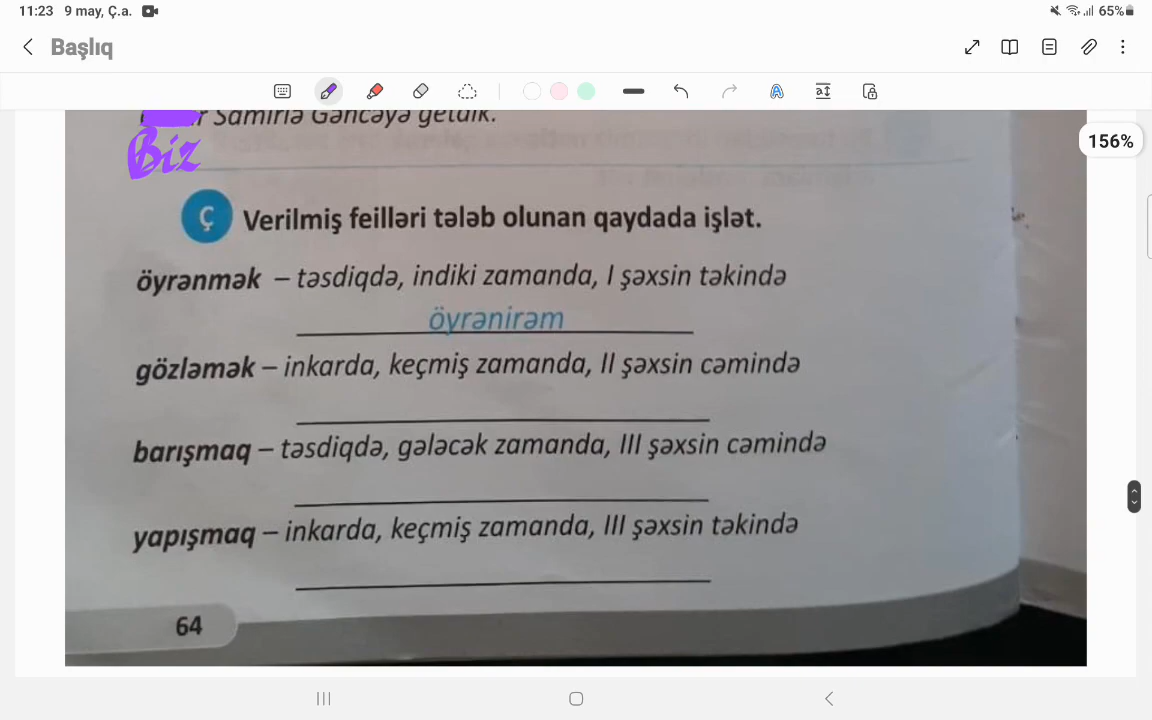 11:23 9 may, Ç.a. 65%
Başlıq
156%
Samirlə Gəncəyə getdik.
Biz
Ç Verilmiş feilləri tələb olunan qaydada işlət.
öyrənmək – təsdiqdə, indiki zamanda, I şəxsin təkində
öyrənirəm
gözləmək – inkarda, keçmiş zamanda, II şəxsin cəmində
barışmaq – təsdiqdə, gələcək zamanda, III şəxsin cəmində
yapışmaq – inkarda, keçmiş zamanda, III şəxsin təkində
64